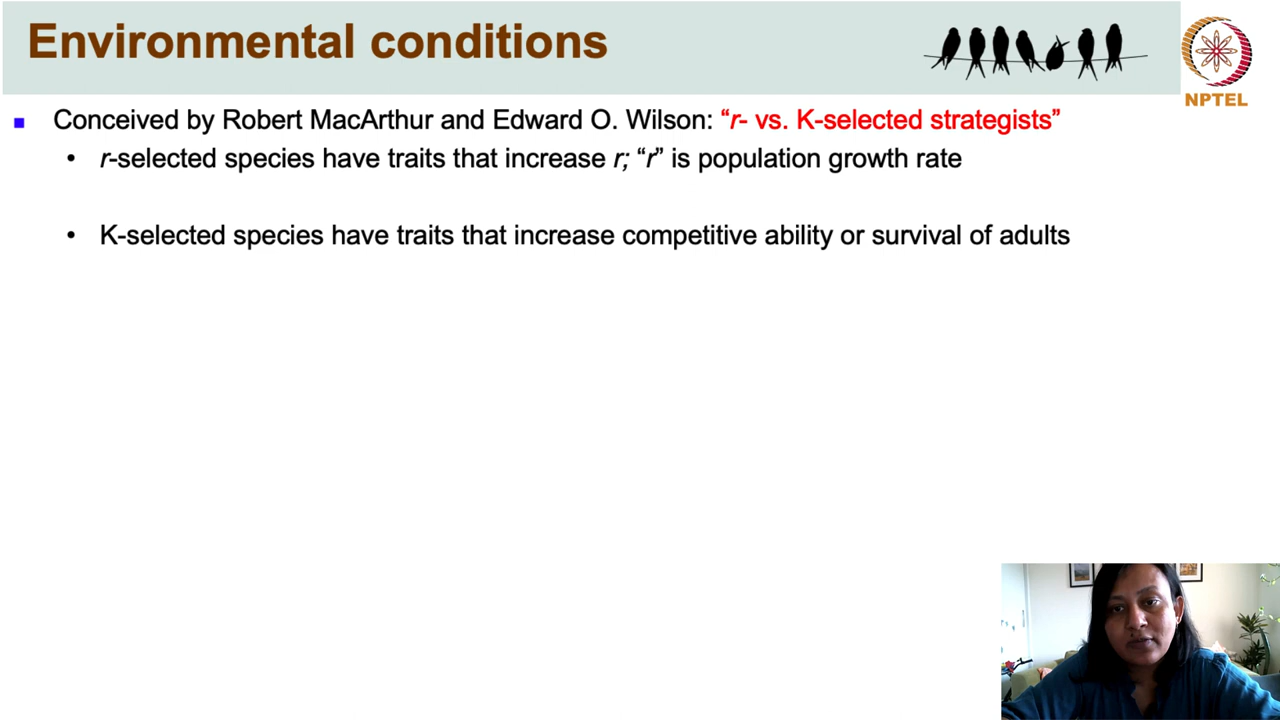 Environmental conditions
NPTEL
Conceived by Robert MacArthur and Edward O. Wilson: “r- vs. K-selected strategists”
• r-selected species have traits that increase r; “r” is population growth rate
• K-selected species have traits that increase competitive ability or survival of adults